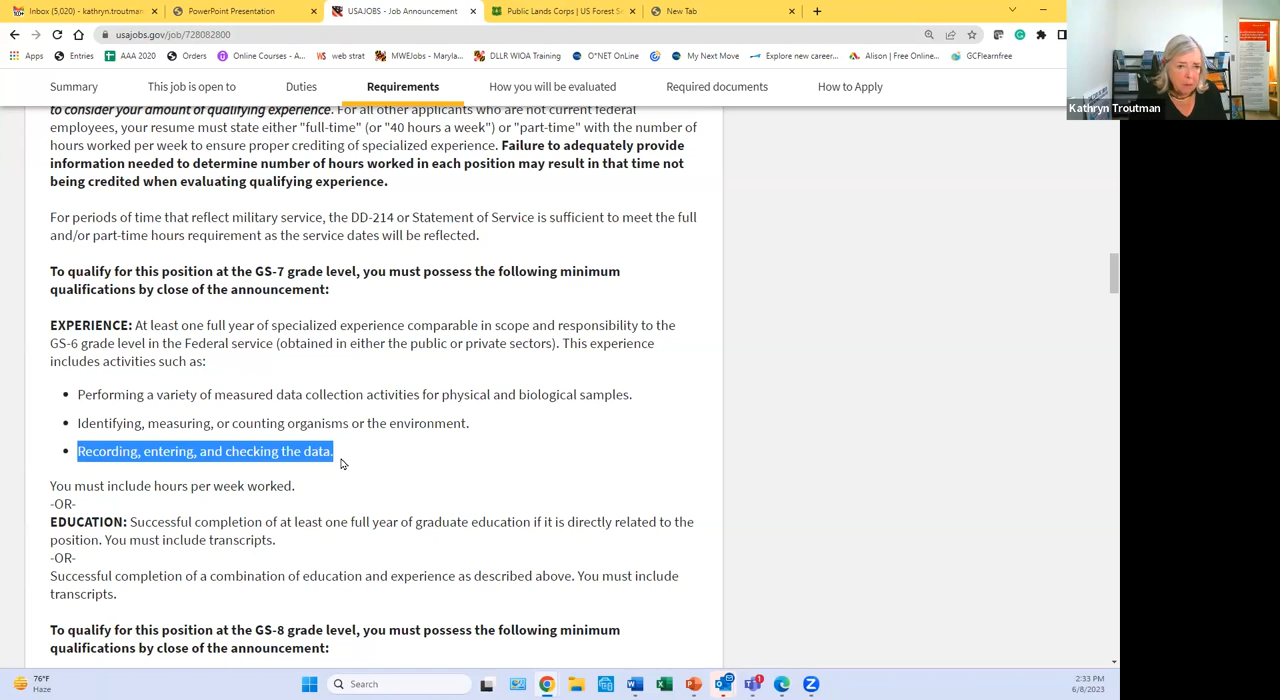 Inbox (5,020) - kathryn.troutman
PowerPoint Presentation
USAJOBS - Job Announcement
Public Lands Corps | US Forest S
New Tab
usajobs.gov/job/728082800
Apps
Entries
AAA 2020
Orders
Online Courses - A...
web strat
MWEJobs - Maryla...
DLLR WIOA Training
O*NET OnLine
My Next Move
Explore new career...
Alison | Free Online...
GCFlearnfree
Summary
This job is open to
Duties
Requirements
How you will be evaluated
Required documents
How to Apply
Kathryn Troutman
to consider your amount of qualifying experience. For all other applicants who are not current federal
employees, your resume must state either "full-time" (or "40 hours a week") or "part-time" with the number of
hours worked per week to ensure proper crediting of specialized experience. Failure to adequately provide
information needed to determine number of hours worked in each position may result in that time not
being credited when evaluating qualifying experience.
For periods of time that reflect military service, the DD-214 or Statement of Service is sufficient to meet the full
and/or part-time hours requirement as the service dates will be reflected.
To qualify for this position at the GS-7 grade level, you must possess the following minimum
qualifications by close of the announcement:
EXPERIENCE: At least one full year of specialized experience comparable in scope and responsibility to the
GS-6 grade level in the Federal service (obtained in either the public or private sectors). This experience
includes activities such as:
• Performing a variety of measured data collection activities for physical and biological samples.
• Identifying, measuring, or counting organisms or the environment.
• Recording, entering, and checking the data.
You must include hours per week worked.
-OR-
EDUCATION: Successful completion of at least one full year of graduate education if it is directly related to the
position. You must include transcripts.
-OR-
Successful completion of a combination of education and experience as described above. You must include
transcripts.
To qualify for this position at the GS-8 grade level, you must possess the following minimum
qualifications by close of the announcement:
76°F
Haze
Search
2:33 PM
6/8/2023